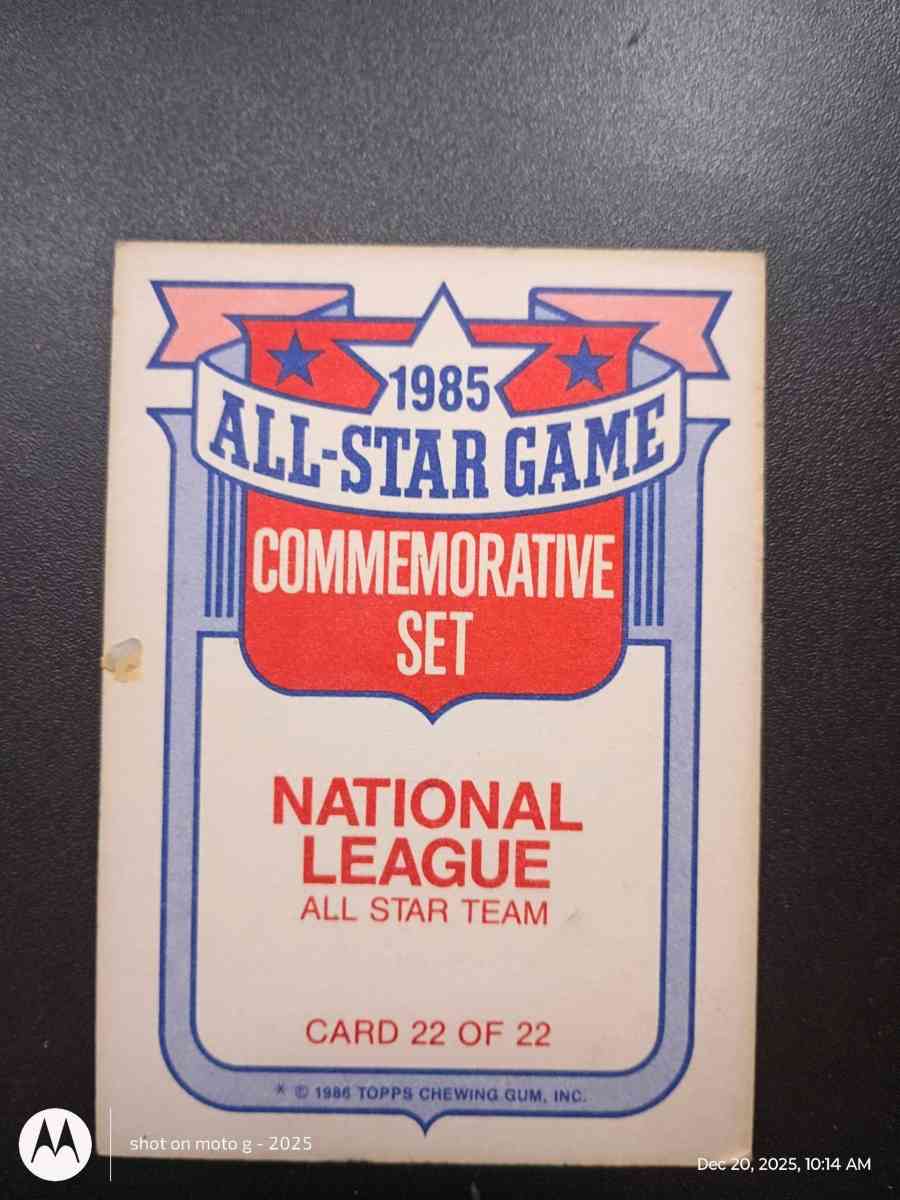 1985
ALL-STAR GAME
COMMEMORATIVE
SET
NATIONAL
LEAGUE
ALL STAR TEAM
CARD 22 OF 22
* © 1986 TOPPS CHEWING GUM, INC.
shot on moto g - 2025
Dec 20, 2025, 10:14 AM